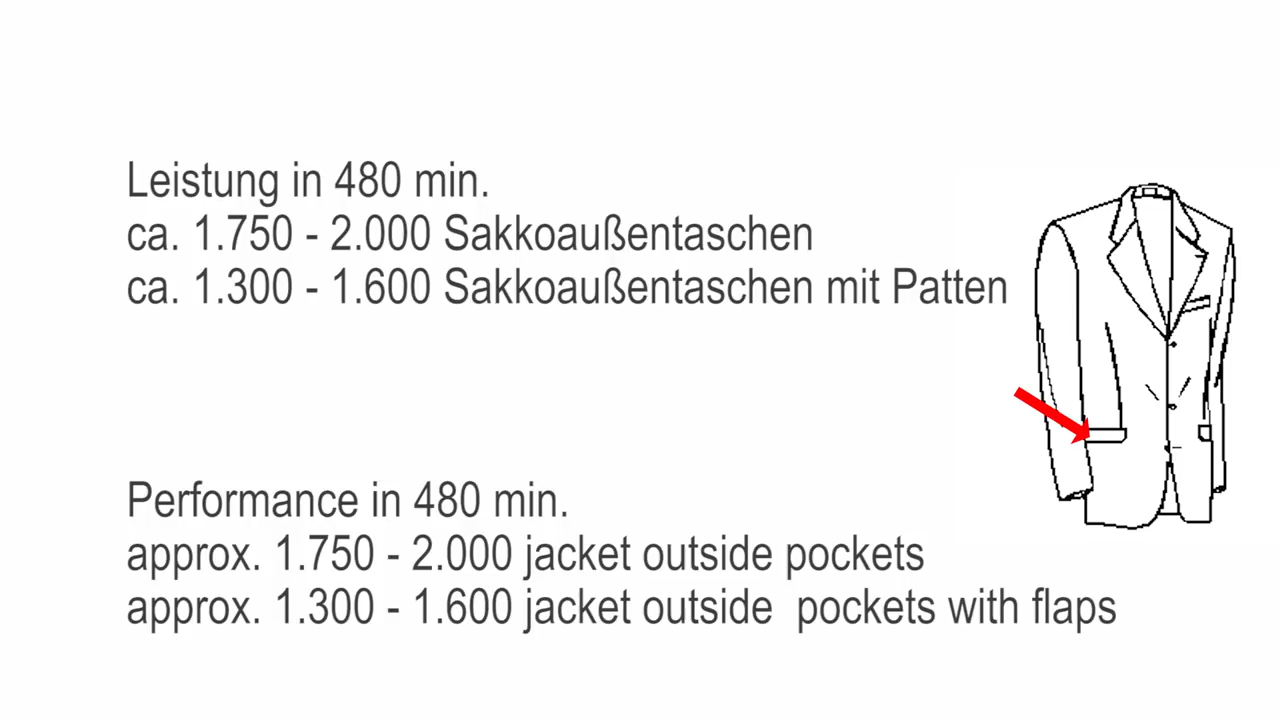 Leistung in 480 min.
ca. 1.750 - 2.000 Sakkoaußentaschen
ca. 1.300 - 1.600 Sakkoaußentaschen mit Patten
Performance in 480 min.
approx. 1.750 - 2.000 jacket outside pockets
approx. 1.300 - 1.600 jacket outside  pockets with flaps